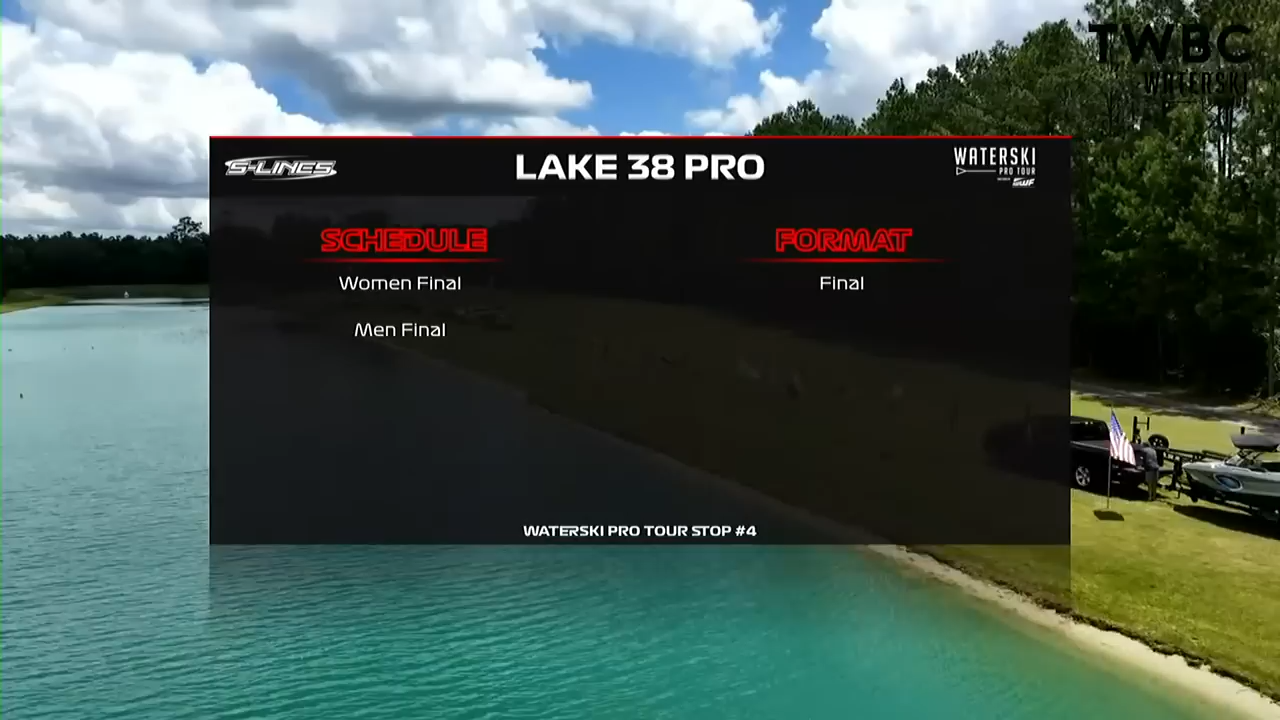 TWBC
WATERSKI
S-LINES
LAKE 38 PRO
WATERSKI
PRO TOUR
SCHEDULE
FORMAT
Women Final
Final
Men Final
WATERSKI PRO TOUR STOP #4